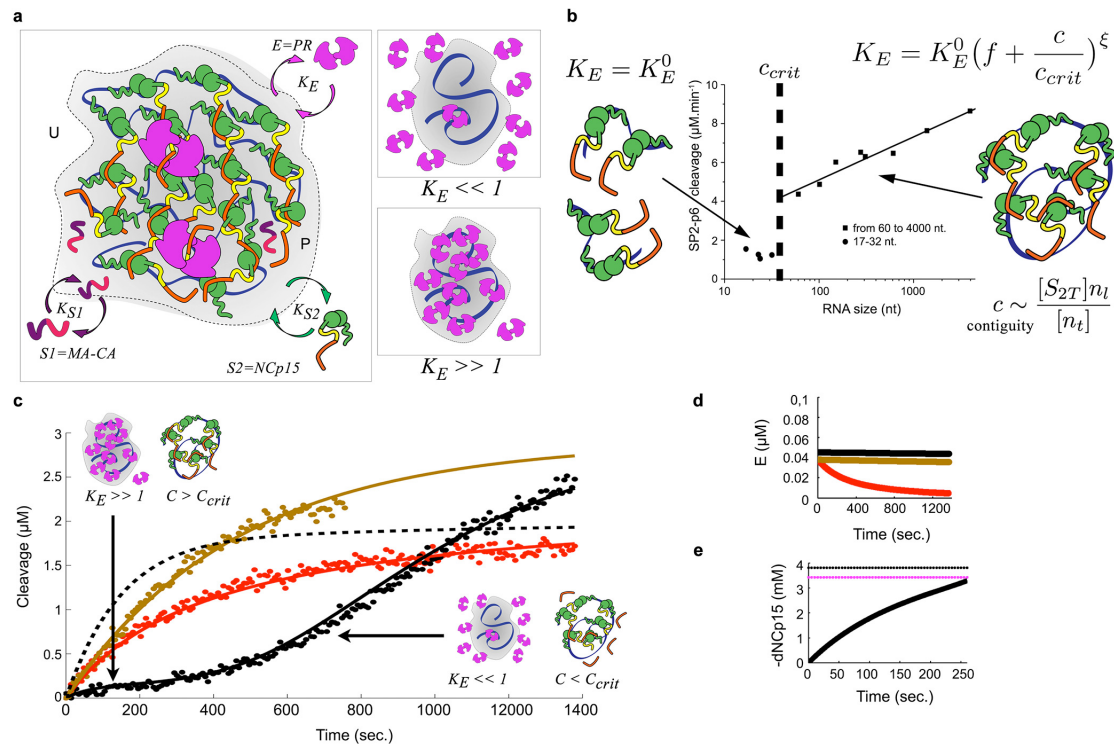 a
E=PR
K_E
U
P
K_S1
S1=MA-CA
K_S2
S2=NCp15
K_E << 1
K_E >> 1
b
K_E = K_E^0
c_crit
K_E = K_E^0(f + c/c_crit)^ξ
SP2-p6 cleavage (µM.min⁻¹)
10
8
6
4
2
0
■ from 60 to 4000 nt.
● 17-32 nt.
10 100 1000
RNA size (nt)
c ~ [S_2T]n_l/[n_t]
contiguity
c
Cleavage (µM)
3
2.5
2
1.5
1
0.5
0
K_E >> 1 C > C_crit
K_E << 1 C < C_crit
0 200 400 600 800 1000 1200 1400
Time (sec.)
d
E (µM)
0,1
0.08
0.06
0.04
0.02
0
0 400 800 1200
Time (sec.)
e
-dNCp15 (mM)
4
3
2
1
0
0 50 100 150 200 250
Time (sec.)